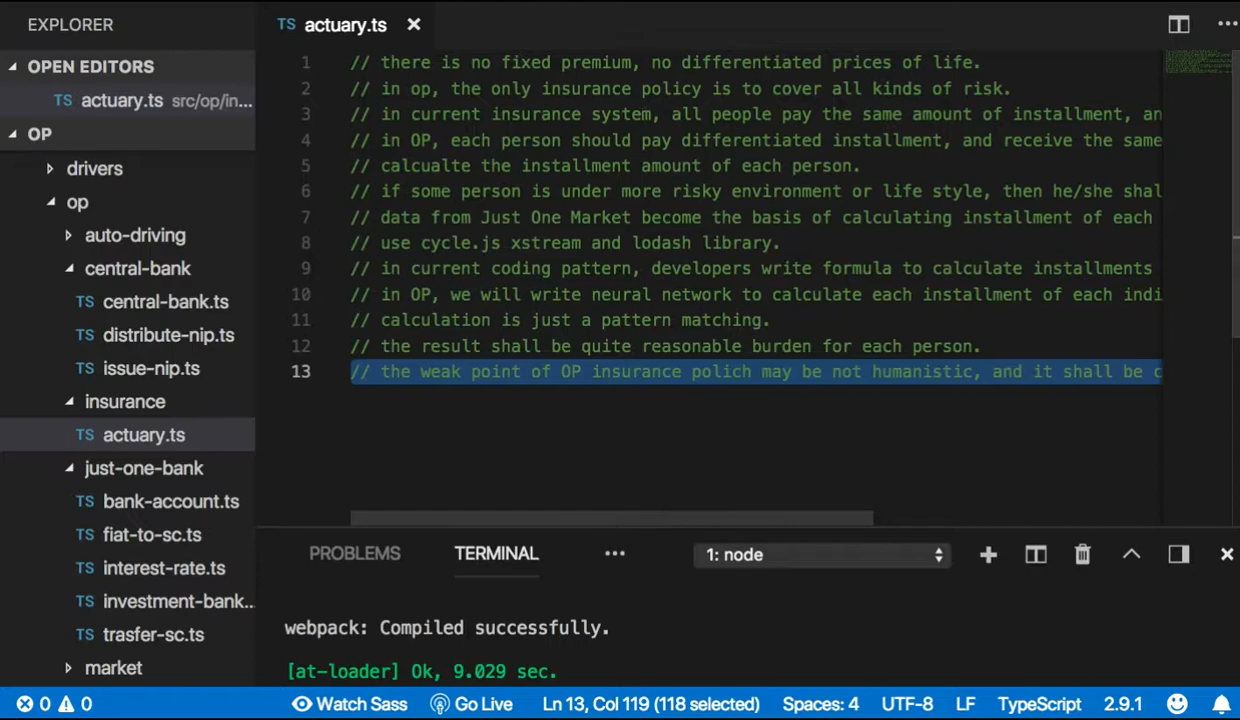 EXPLORER
TS actuary.ts ×
OPEN EDITORS
TS actuary.ts src/op/in...
OP
drivers
op
auto-driving
central-bank
TS central-bank.ts
TS distribute-nip.ts
TS issue-nip.ts
insurance
TS actuary.ts
just-one-bank
TS bank-account.ts
TS fiat-to-sc.ts
TS interest-rate.ts
TS investment-bank...
TS trasfer-sc.ts
market
1 // there is no fixed premium, no differentiated prices of life.
2 // in op, the only insurance policy is to cover all kinds of risk.
3 // in current insurance system, all people pay the same amount of installment, an
4 // in OP, each person should pay differentiated installment, and receive the same
5 // calcualte the installment amount of each person.
6 // if some person is under more risky environment or life style, then he/she shal
7 // data from Just One Market become the basis of calculating installment of each
8 // use cycle.js xstream and lodash library.
9 // in current coding pattern, developers write formula to calculate installments
10 // in OP, we will write neural network to calculate each installment of each indi
11 // calculation is just a pattern matching.
12 // the result shall be quite reasonable burden for each person.
13 // the weak point of OP insurance polich may be not humanistic, and it shall be c
PROBLEMS TERMINAL ... 1: node
webpack: Compiled successfully.
[at-loader] Ok, 9.029 sec.
0 0 Watch Sass Go Live Ln 13, Col 119 (118 selected) Spaces: 4 UTF-8 LF TypeScript 2.9.1